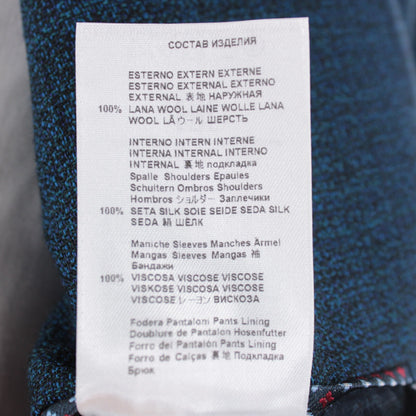 СОСТАВ ИЗДЕЛИЯ
ESTERNO EXTERN EXTERNE
ESTERNO EXTERNAL EXTERNO
EXTERNAL 表地 НАРУЖНАЯ
100% LANA WOOL LAINE WOLLE LANA
WOOL LÃウール ШЕРСТЬ
INTERNO INTERN INTERNE
INTERNA INTERNAL INTERNO
INTERNAL 裏地 подкладка
Spalle Shoulders Epaules
Schultern Ombros Shoulders
Hombros ショルダー Заплечики
100% SETA SILK SOIE SEIDE SEDA SILK
SEDA 絹 ШЁЛК
Maniche Sleeves Manches Ärmel
Mangas Sleeves Mangas 袖
Бандажи
100% VISCOSA VISCOSE VISCOSE
VISKOSE VISCOSA VISCOSE
VISCOSE レーヨン ВИСКОЗА
Fodera Pantaloni Pants Lining
Doublure de Pantalon Hosenfutter
Forro del Pantalón Pants Lining
Forro de Calças 裏地 Подкладка
Брюк